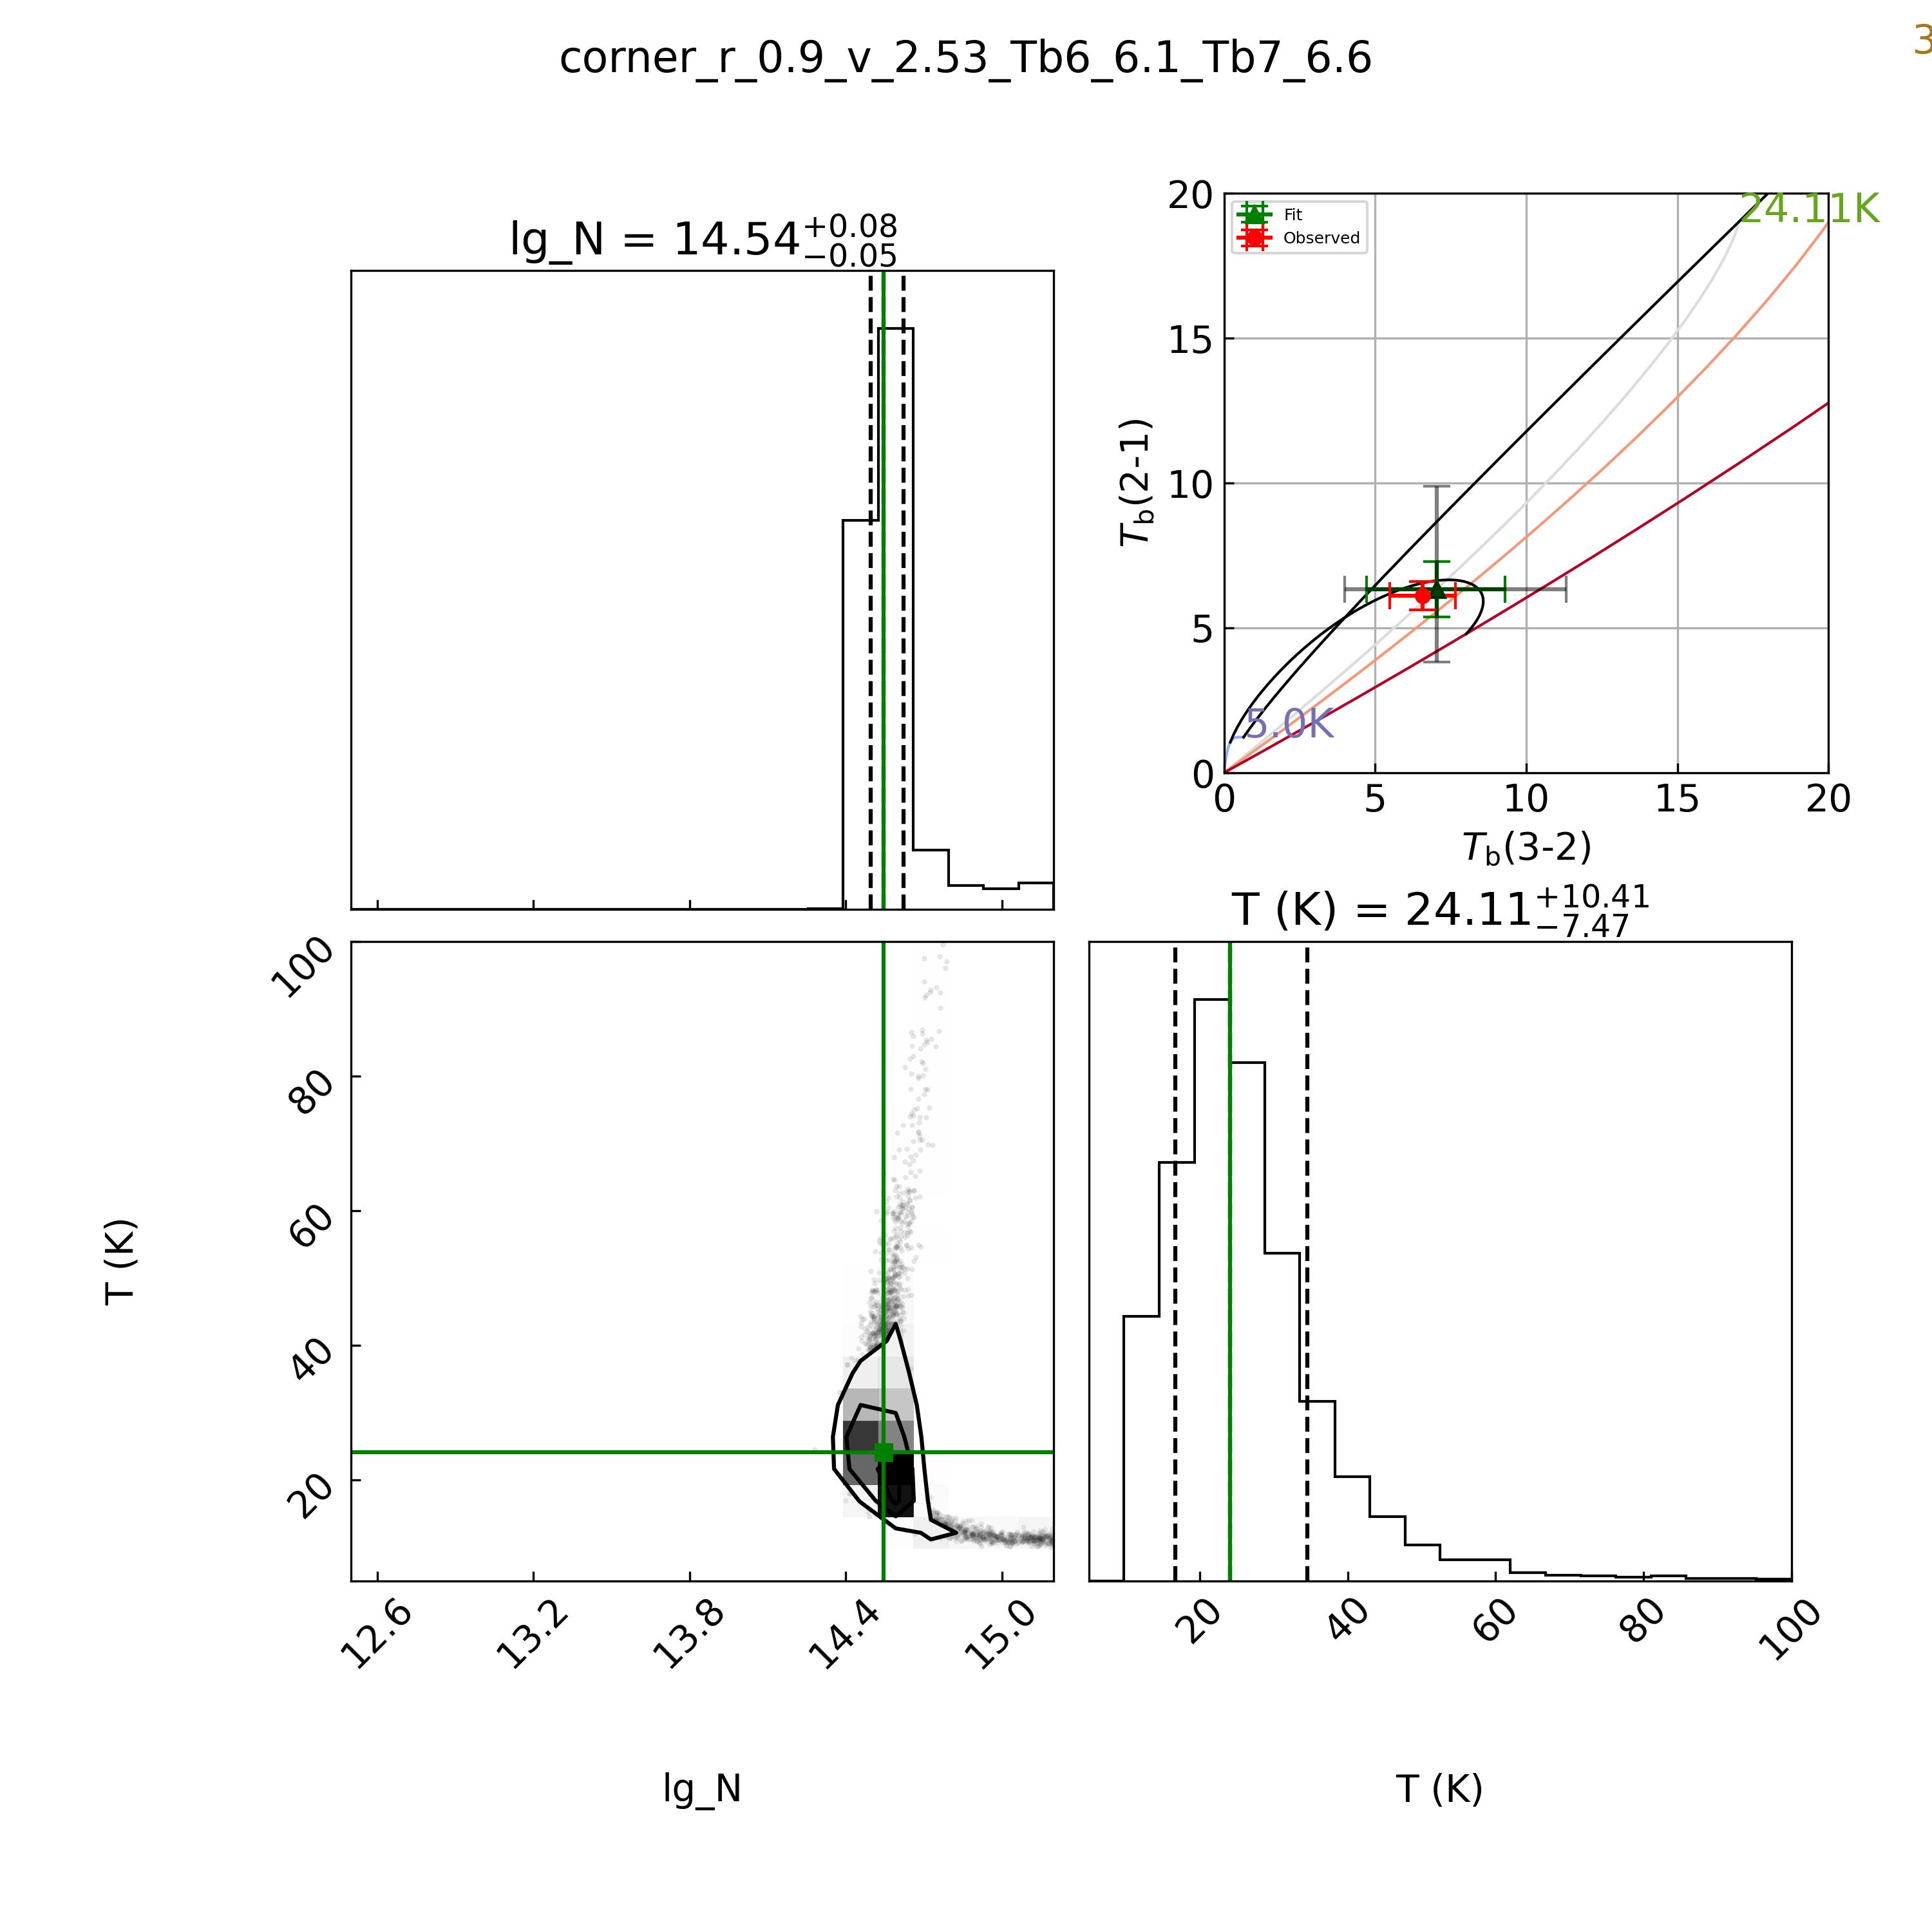 corner_r_0.9_v_2.53_Tb6_6.1_Tb7_6.6
3
lg_N = 14.54 +0.08 −0.05
20
15
10
5
0
T_b(2-1)
Fit
Observed
24.11K
5.0K
0 5 10 15 20
T_b(3-2)
T (K) = 24.11 +10.41 −7.47
100
80
60
40
20
T (K)
12.6 13.2 13.8 14.4 15.0
lg_N
20 40 60 80 100
T (K)